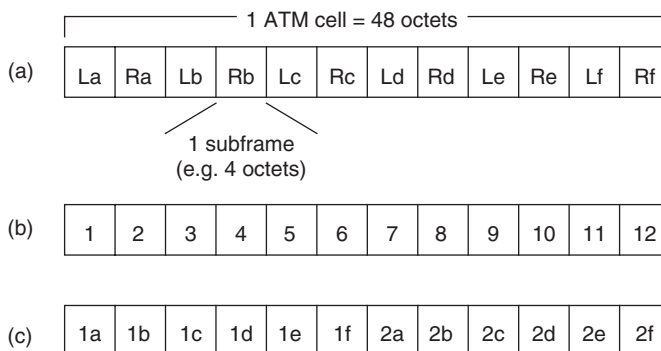 1 ATM cell = 48 octets
(a) La Ra Lb Rb Lc Rc Ld Rd Le Re Lf Rf
1 subframe
(e.g. 4 octets)
(b) 1 2 3 4 5 6 7 8 9 10 11 12
(c) 1a 1b 1c 1d 1e 1f 2a 2b 2c 2d 2e 2f